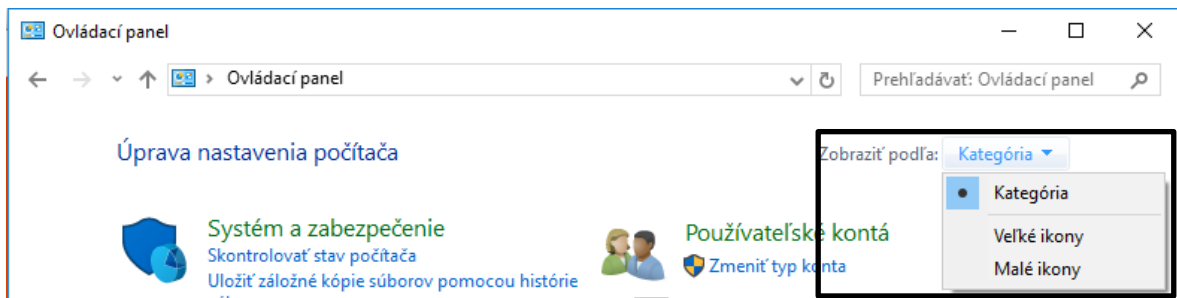 Ovládací panel
Ovládací panel
Prehľadávať: Ovládací panel
Úprava nastavenia počítača
Zobraziť podľa: Kategória
Kategória
Veľké ikony
Malé ikony
Systém a zabezpečenie
Skontrolovať stav počítača
Uložiť záložné kópie súborov pomocou histórie
Používateľské kontá
Zmeniť typ konta